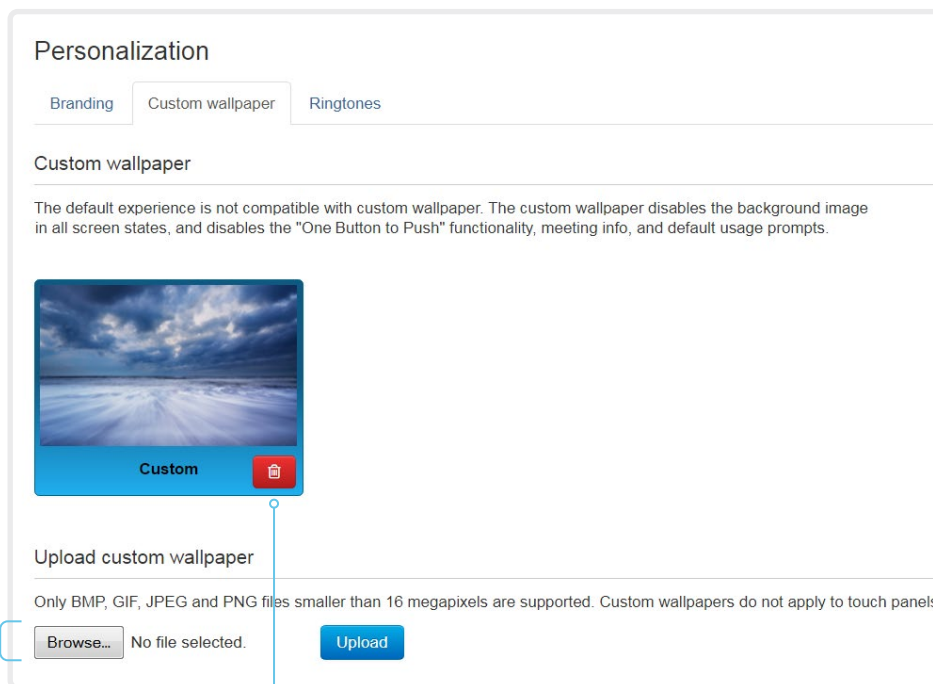 Personalization
Branding Custom wallpaper Ringtones
Custom wallpaper
The default experience is not compatible with custom wallpaper. The custom wallpaper disables the background image
in all screen states, and disables the "One Button to Push" functionality, meeting info, and default usage prompts.
Custom
Upload custom wallpaper
Only BMP, GIF, JPEG and PNG files smaller than 16 megapixels are supported. Custom wallpapers do not apply to touch panels
Browse... No file selected. Upload